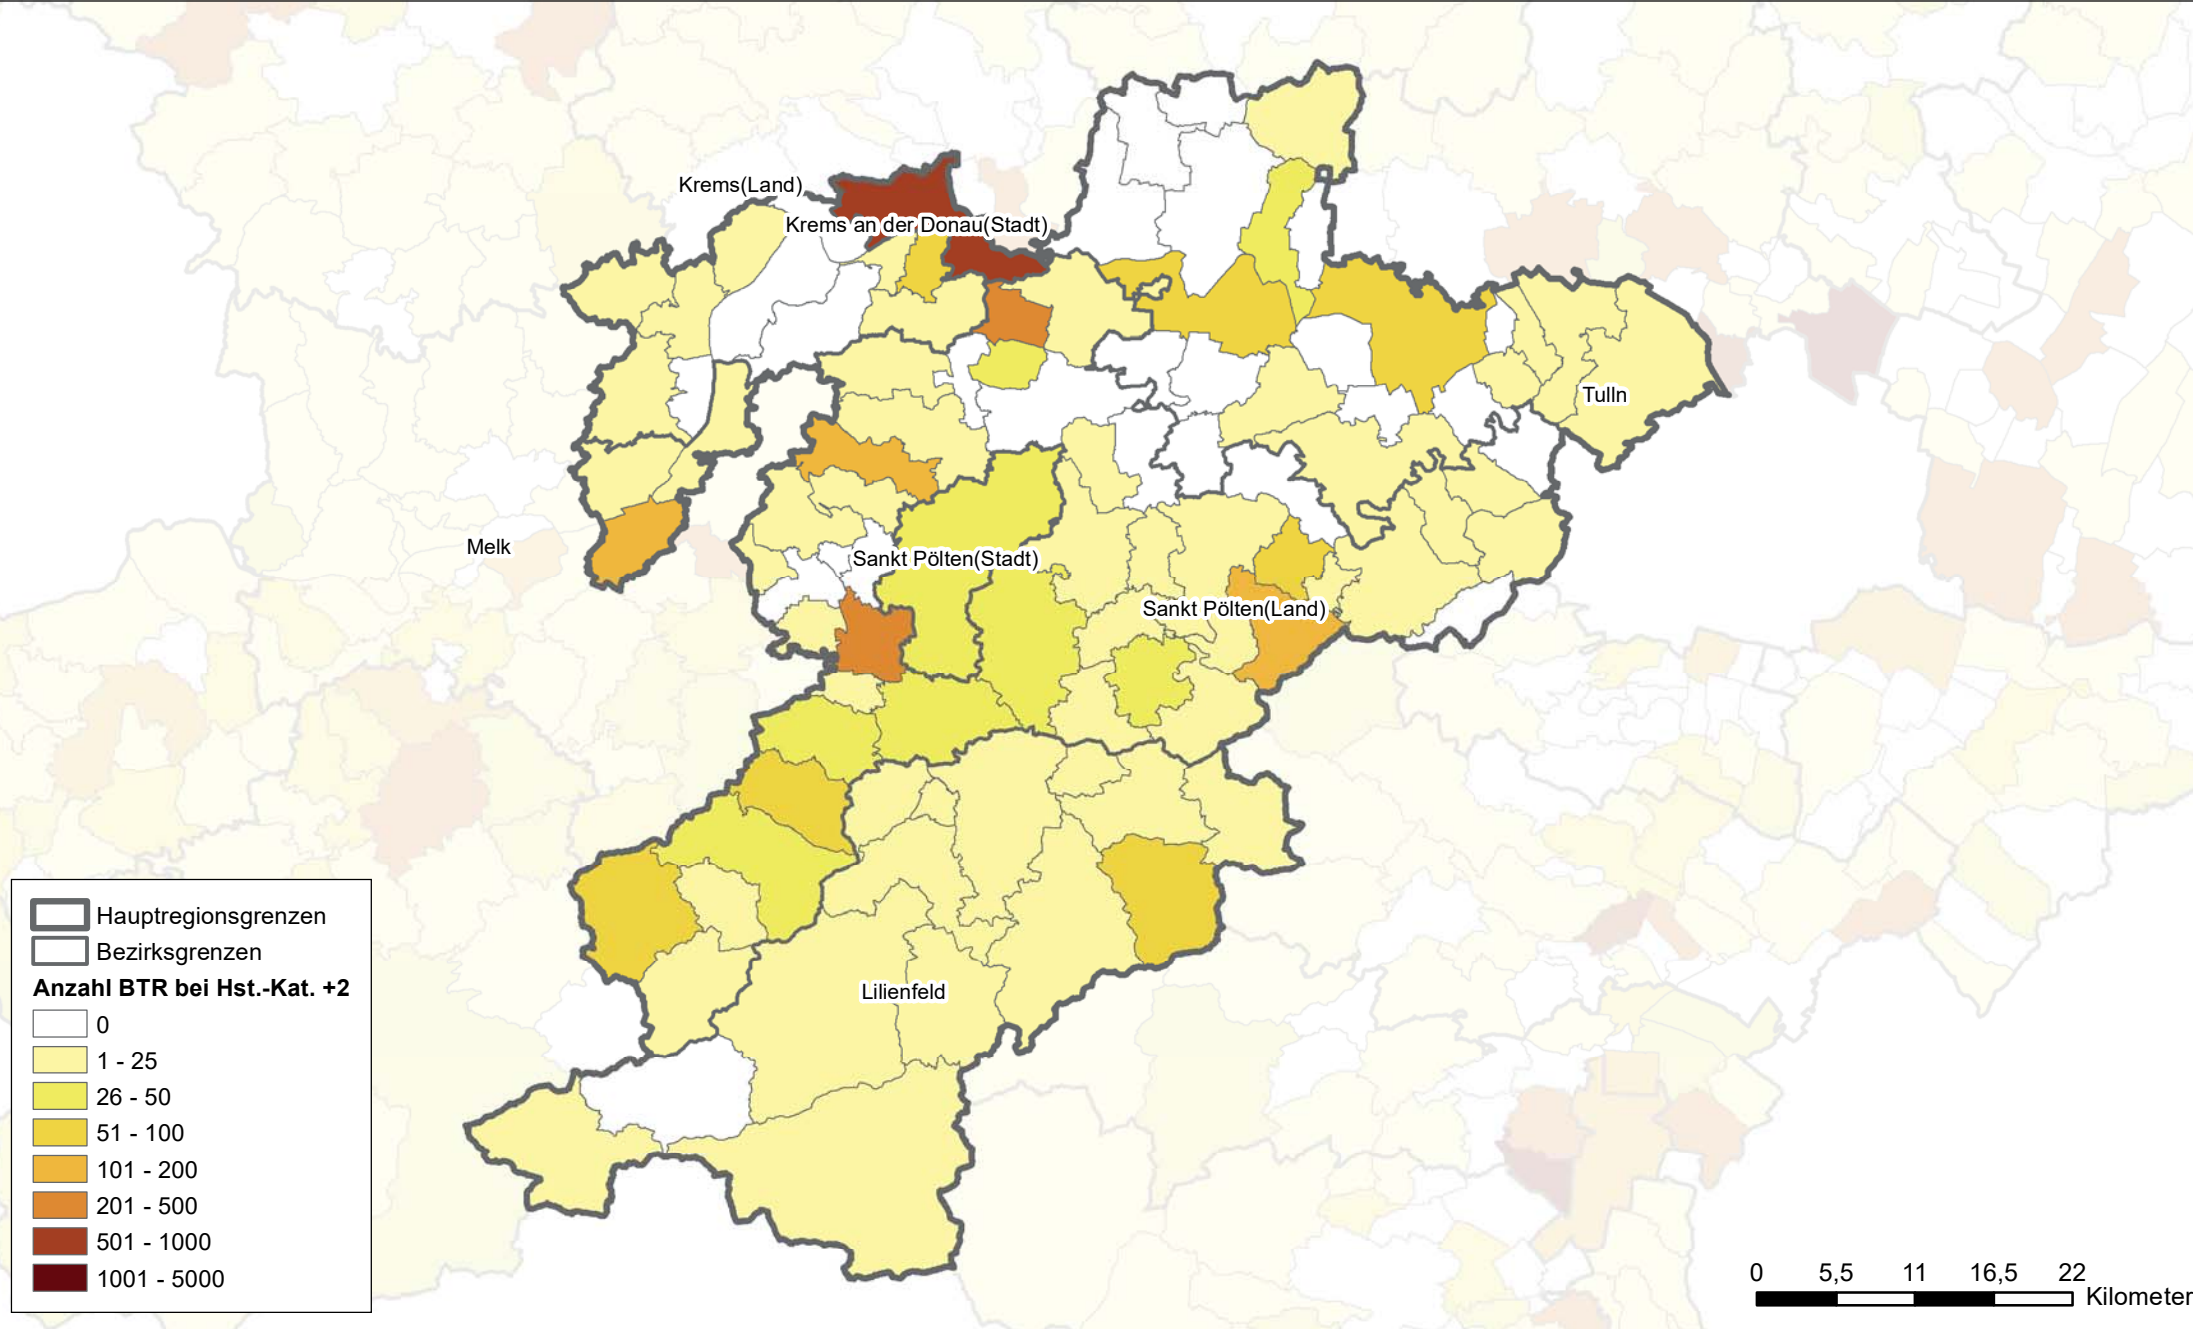 Krems(Land)
Krems an der Donau(Stadt)
Tulln
Melk
Sankt Pölten(Stadt)
Sankt Pölten(Land)
Lilienfeld
Hauptregionsgrenzen
Bezirksgrenzen
Anzahl BTR bei Hst.-Kat. +2
0
1 - 25
26 - 50
51 - 100
101 - 200
201 - 500
501 - 1000
1001 - 5000
0 5,5 11 16,5 22
Kilometer